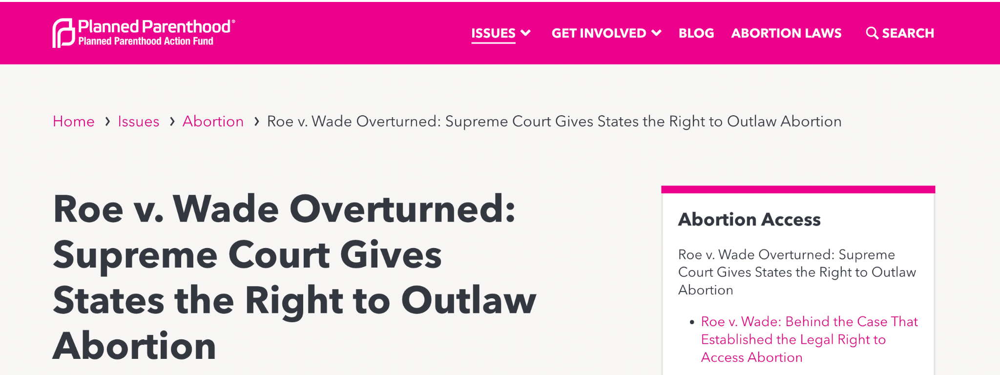 Planned Parenthood®
Planned Parenthood Action Fund
ISSUES GET INVOLVED BLOG ABORTION LAWS SEARCH
Home › Issues › Abortion › Roe v. Wade Overturned: Supreme Court Gives States the Right to Outlaw Abortion
Roe v. Wade Overturned:
Supreme Court Gives
States the Right to Outlaw
Abortion
Abortion Access
Roe v. Wade Overturned: Supreme
Court Gives States the Right to Outlaw
Abortion
• Roe v. Wade: Behind the Case That
Established the Legal Right to
Access Abortion